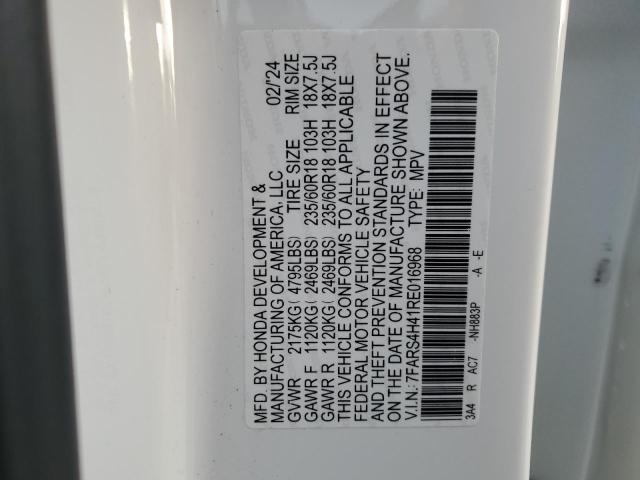 MFD. BY HONDA DEVELOPMENT & 02/'24
MANUFACTURING OF AMERICA, LLC
GVWR 2175KG( 4795LBS) TIRE SIZE RIM SIZE
GAWR F 1120KG( 2469LBS) 235/60R18 103H 18X7.5J
GAWR R 1120KG( 2469LBS) 235/60R18 103H 18X7.5J
THIS VEHICLE CONFORMS TO ALL APPLICABLE
FEDERAL MOTOR VEHICLE SAFETY
AND THEFT PREVENTION STANDARDS IN EFFECT
ON THE DATE OF MANUFACTURE SHOWN ABOVE.
V.I.N.:7FARS4H41RE016968 TYPE: MPV
3A4 R AC7 -NH883P -A -E